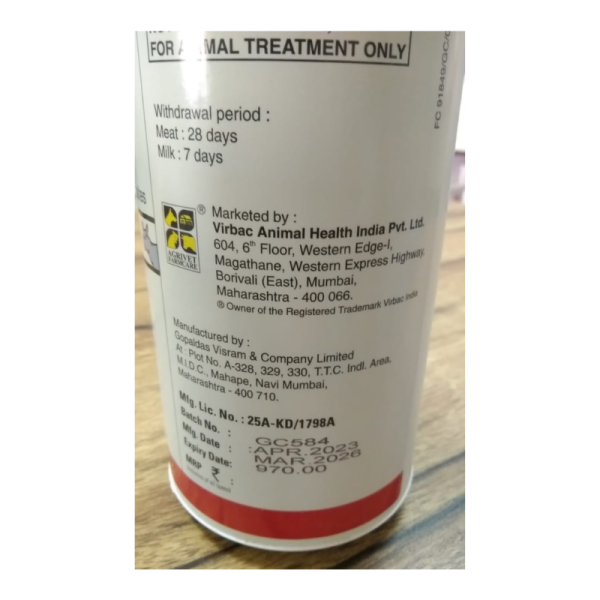 FOR ANIMAL TREATMENT ONLY
Withdrawal period :
Meat : 28 days
Milk : 7 days
AGRIVET
FARMCARE
®
Marketed by :
Virbac Animal Health India Pvt. Ltd.
604, 6th Floor, Western Edge-I,
Magathane, Western Express Highway,
Borivali (East), Mumbai,
Maharashtra - 400 066.
® Owner of the Registered Trademark Virbac India
Manufactured by :
Gopaldas Visram & Company Limited
At : Plot No. A-328, 329, 330, T.T.C. Indl. Area,
M.I.D.C., Mahape, Navi Mumbai,
Maharashtra - 400 710.
Mfg. Lic. No. : 25A-KD/1798A
Batch No. : GC584
Mfg. Date : APR.2023
Expiry Date: MAR.2026
MRP ₹ : 970.00